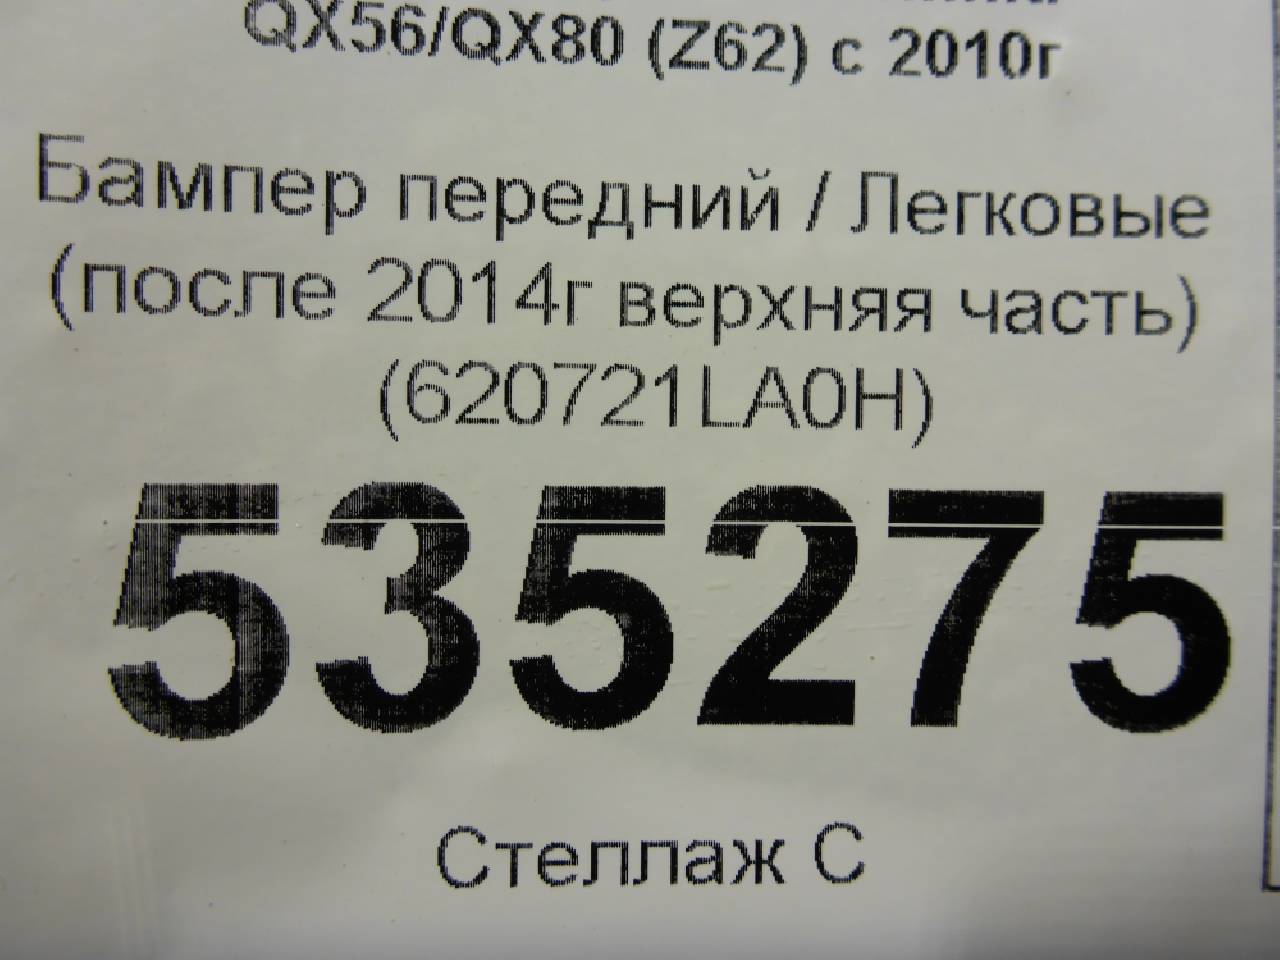 QX56/QX80 (Z62) с 2010г
Бампер передний / Легковые
(после 2014г верхняя часть)
(620721LA0H)
535275
Стеллаж С